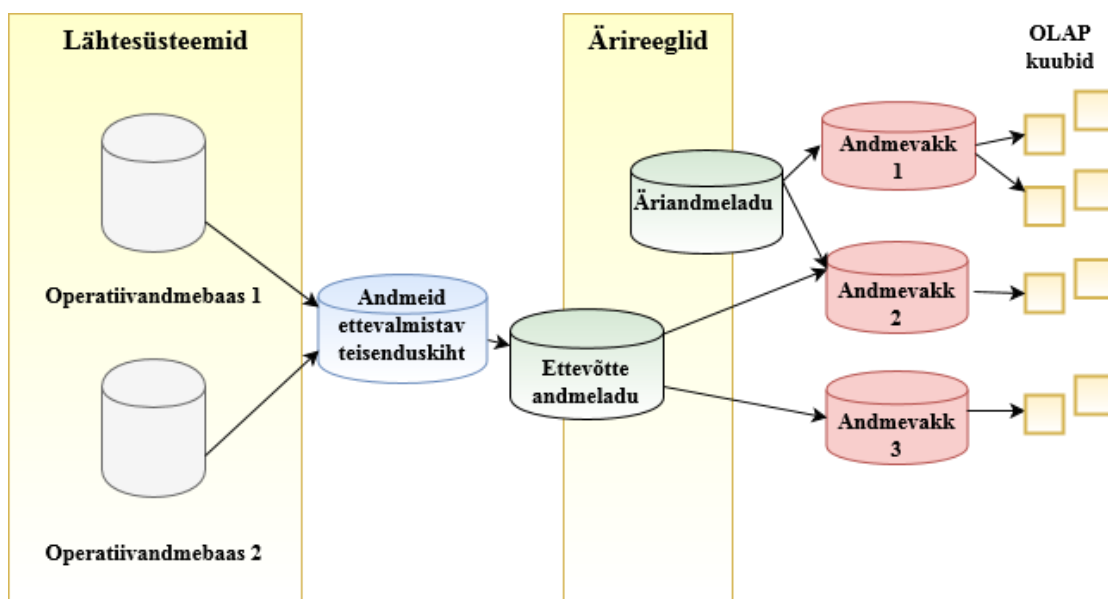 Lähtesüsteemid
Ärireeglid
OLAP
kuubid
Operatiivandmebaas 1
Operatiivandmebaas 2
Andmeid
ettevalmistav
teisenduskiht
Äriandmeladu
Ettevõtte
andmeladu
Andmevakk
1
Andmevakk
2
Andmevakk
3